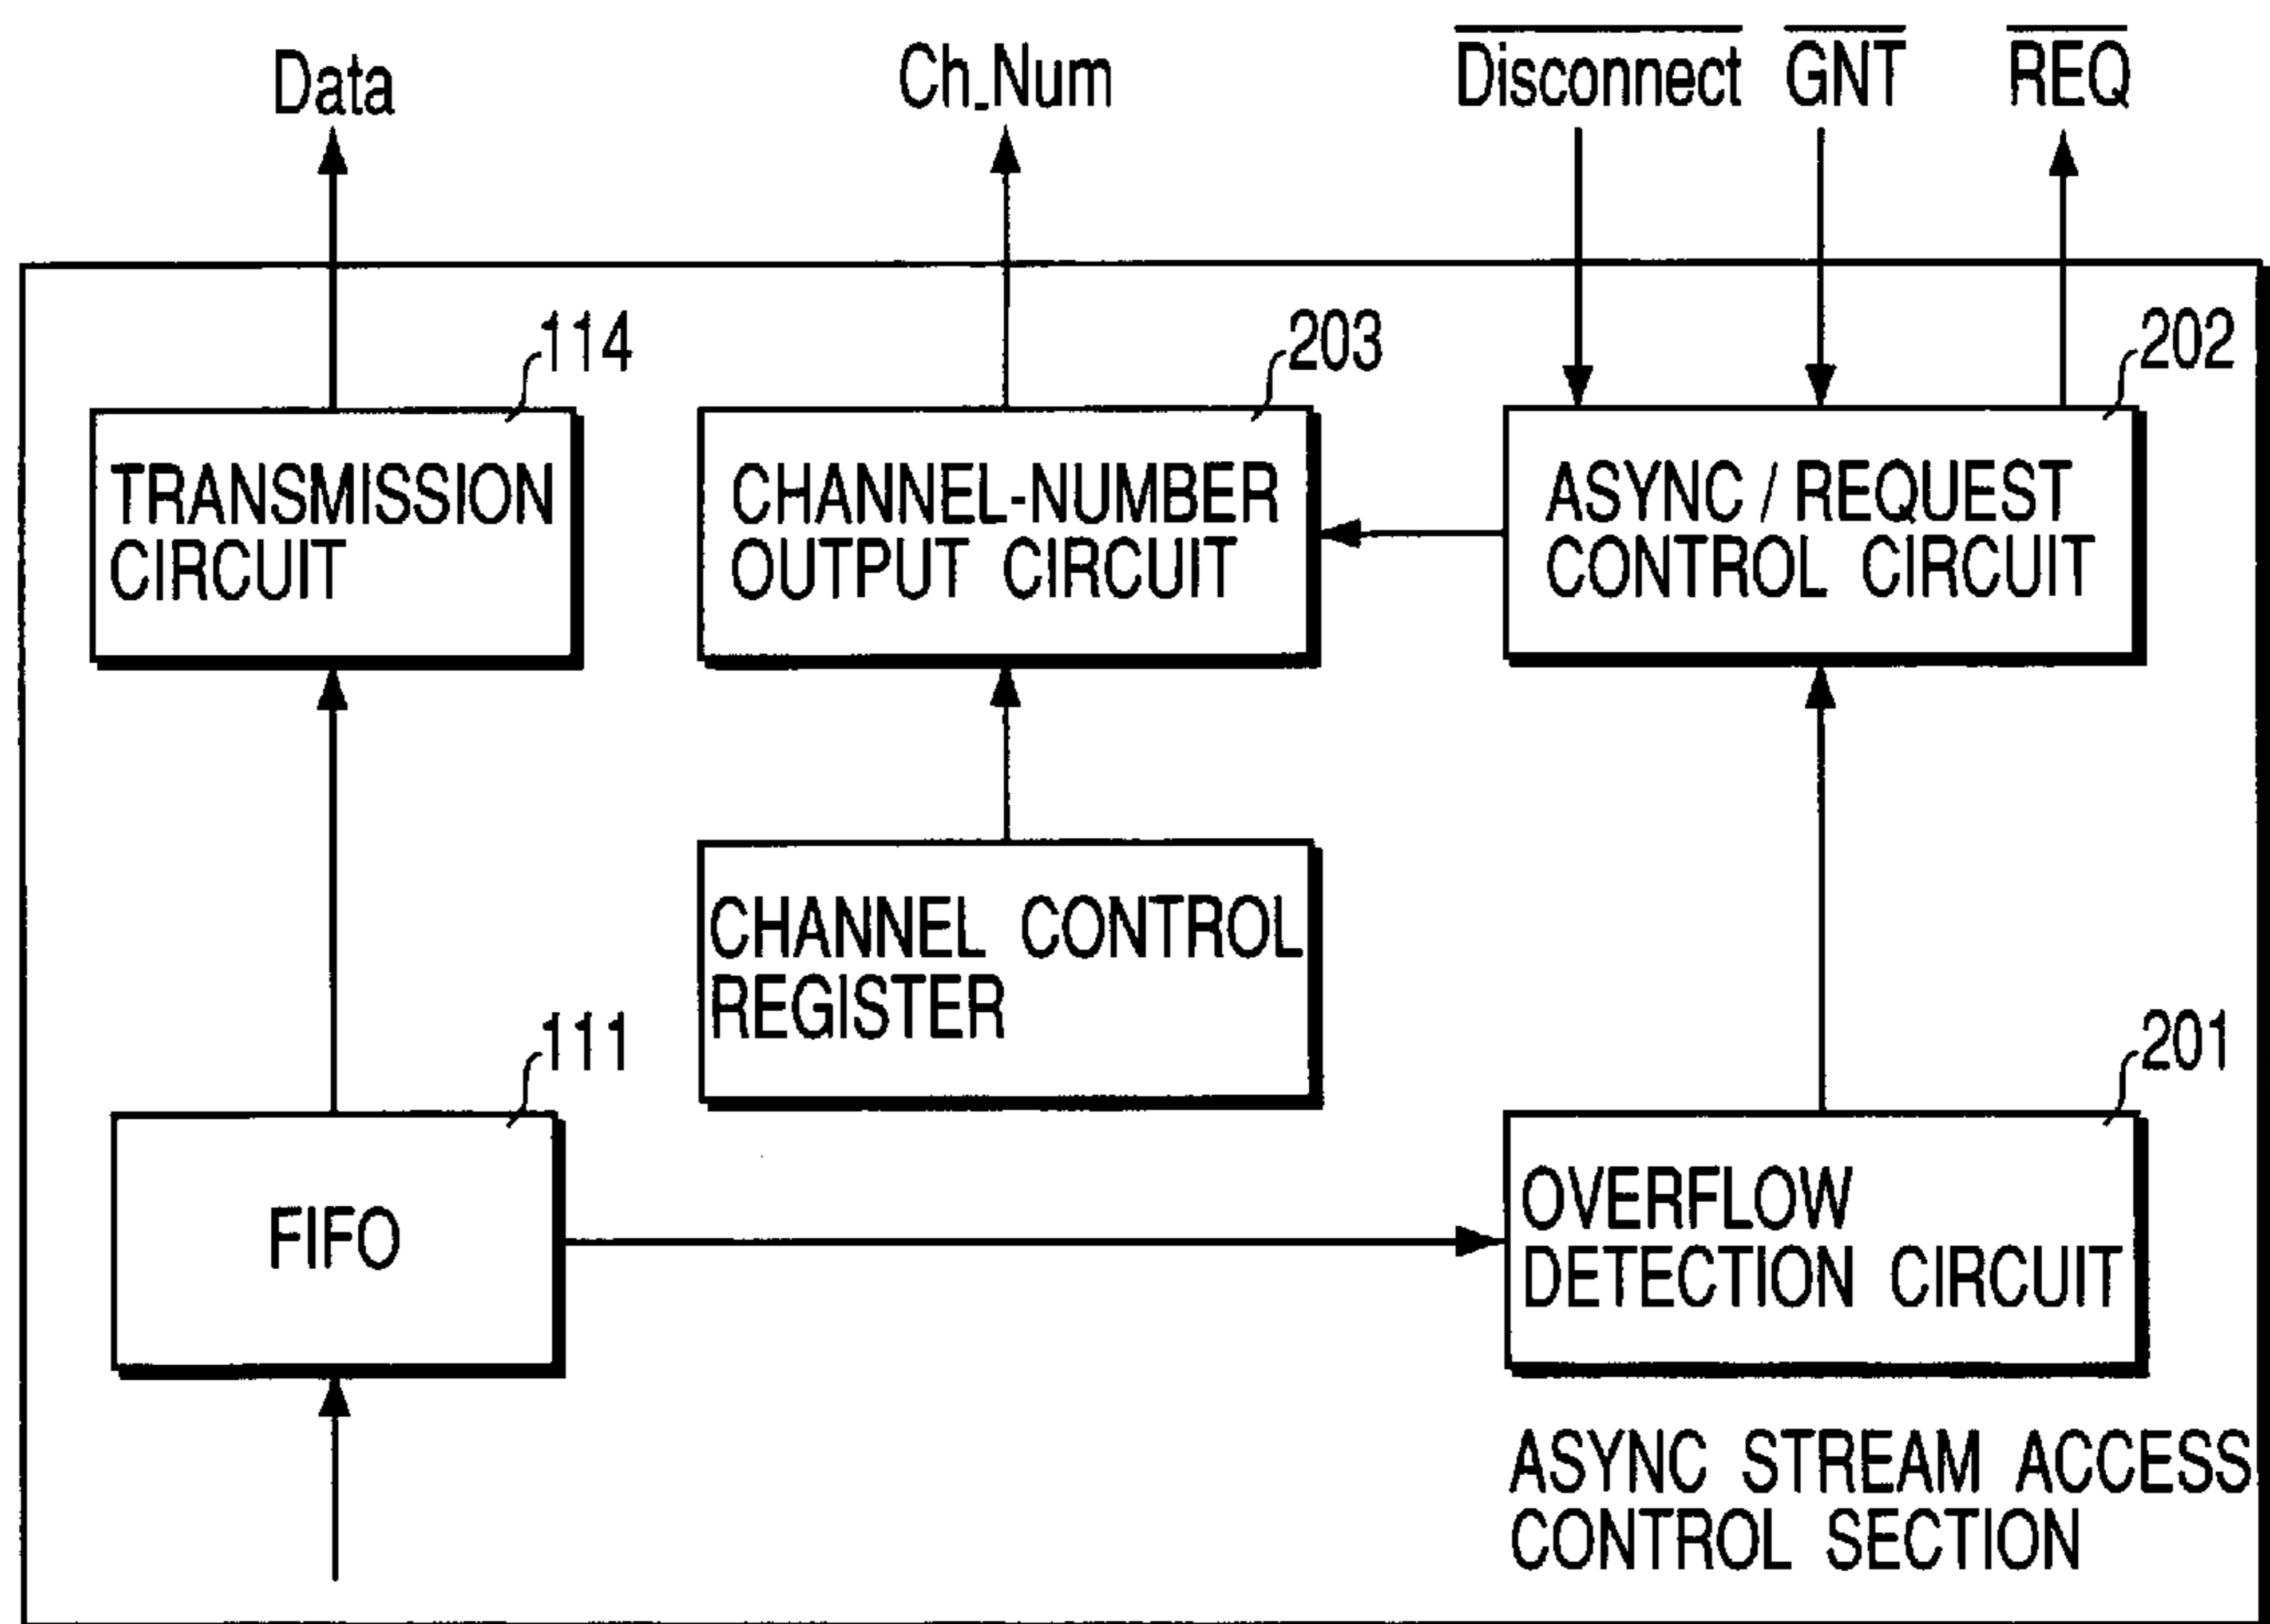 Data
Ch_Num
Disconnect
GNT
REQ
114
203
202
TRANSMISSION
CIRCUIT
CHANNEL-NUMBER
OUTPUT CIRCUIT
ASYNC / REQUEST
CONTROL CIRCUIT
CHANNEL CONTROL
REGISTER
111
201
FIFO
OVERFLOW
DETECTION CIRCUIT
ASYNC STREAM ACCESS
CONTROL SECTION